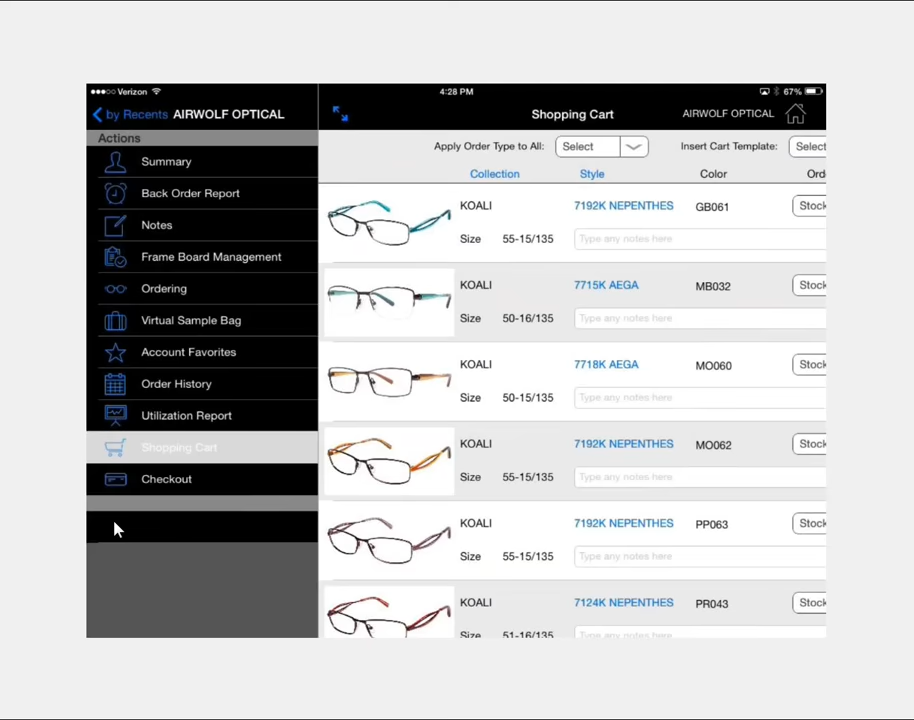 Verizon 4:28 PM 67%
by Recents AIRWOLF OPTICAL Shopping Cart AIRWOLF OPTICAL
Actions
Summary
Back Order Report
Notes
Frame Board Management
Ordering
Virtual Sample Bag
Account Favorites
Order History
Utilization Report
Shopping Cart
Checkout
Apply Order Type to All: Select Insert Cart Template: Select
Collection Style Color Ord
KOALI 7192K NEPENTHES GB061 Stock
Size 55-15/135 Type any notes here
KOALI 7715K AEGA MB032 Stock
Size 50-16/135 Type any notes here
KOALI 7718K AEGA MO060 Stock
Size 50-15/135 Type any notes here
KOALI 7192K NEPENTHES MO062 Stock
Size 55-15/135 Type any notes here
KOALI 7192K NEPENTHES PP063 Stock
Size 55-15/135 Type any notes here
KOALI 7124K NEPENTHES PR043 Stock
Size 51-16/135 Type any notes here